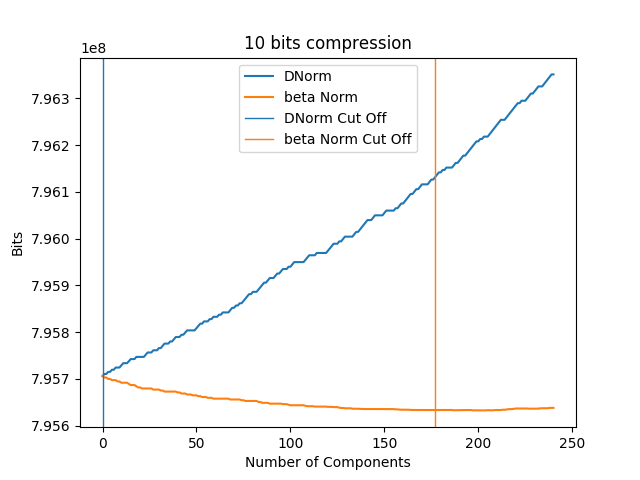 10 bits compression
1e8
DNorm
beta Norm
DNorm Cut Off
beta Norm Cut Off
7.963
7.962
7.961
7.960
7.959
7.958
7.957
7.956
Bits
0 50 100 150 200 250
Number of Components